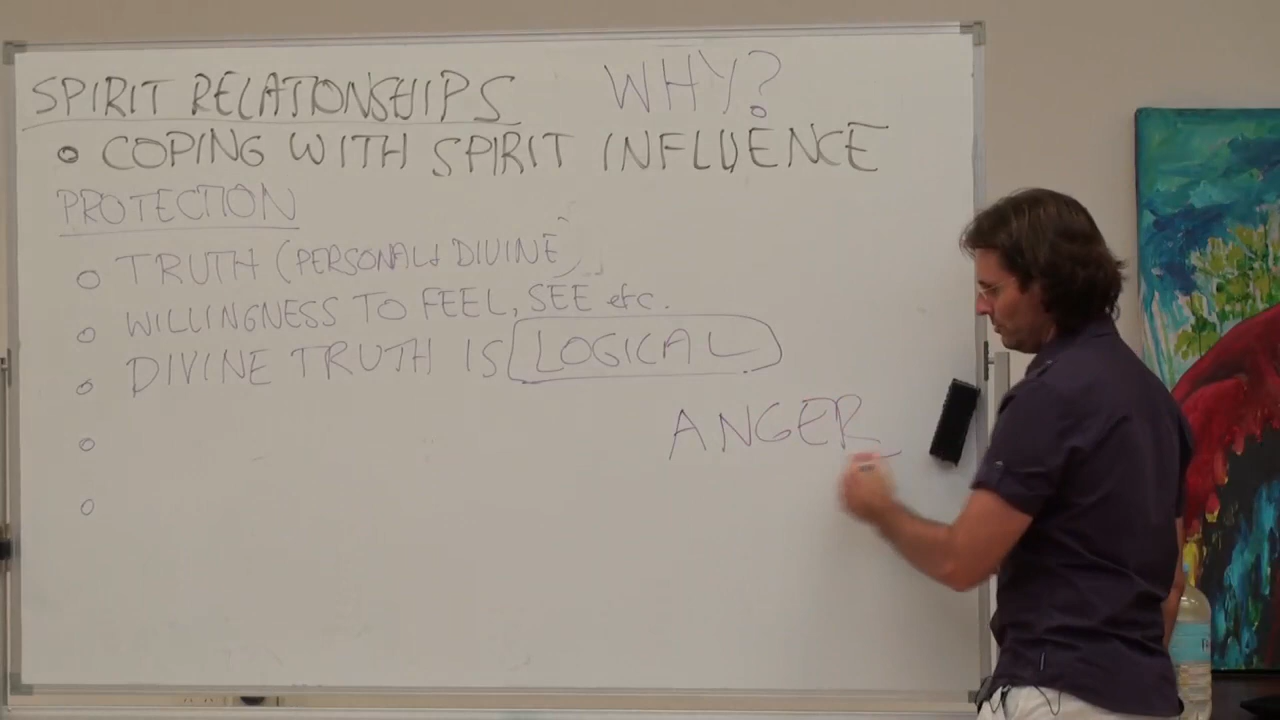 SPIRIT RELATIONSHIPS WHY?
• COPING WITH SPIRIT INFLUENCE
PROTECTION
○ TRUTH (PERSONAL & DIVINE)
○ WILLINGNESS TO FEEL, SEE etc.
○ DIVINE TRUTH IS LOGICAL
○ ANGER
○